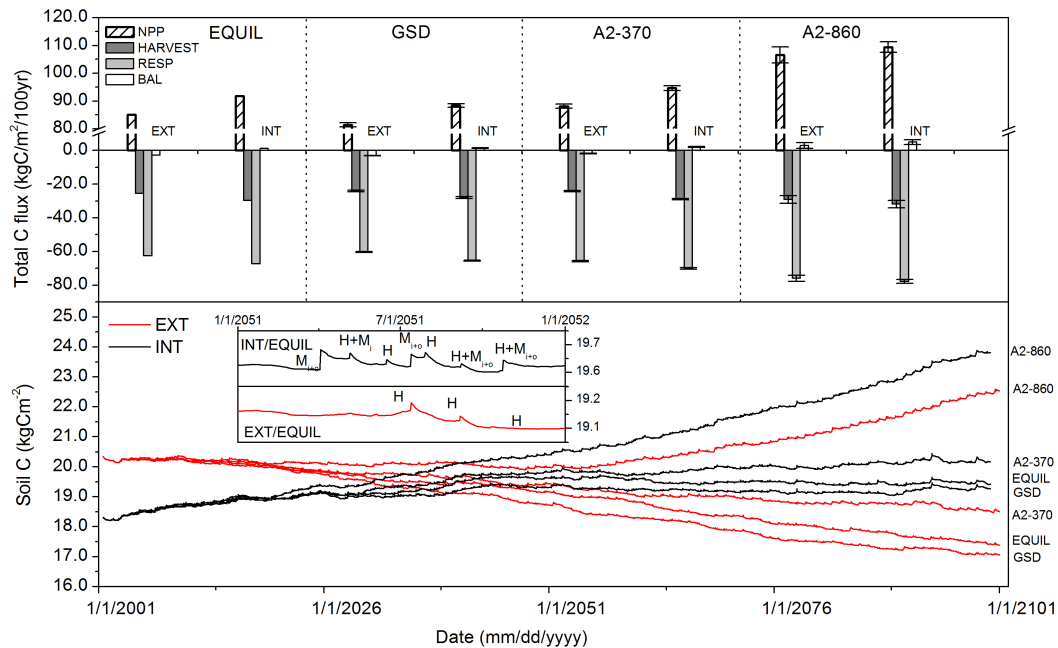 EQUIL GSD A2-370 A2-860
NPP
HARVEST
RESP
BAL
110.0
100.0
90.0
80.0
EXT INT EXT INT EXT INT EXT INT
0.0
-20.0
-40.0
-60.0
-80.0
Total C flux (kgC/m²/100yr)
25.0
24.0
23.0
22.0
21.0
20.0
19.0
18.0
17.0
16.0
Soil C (kgCm⁻²)
EXT
INT
1/1/2051 7/1/2051 1/1/2052
INT/EQUIL
M_{i+o} H+M_i H M_{i+o} H H+M_{i+o} H+M_{i+o}
19.7
19.6
EXT/EQUIL
H H H
19.2
19.1
A2-860
A2-860
A2-370
EQUIL
GSD
A2-370
EQUIL
GSD
1/1/2001 1/1/2026 1/1/2051 1/1/2076 1/1/2101
Date (mm/dd/yyyy)